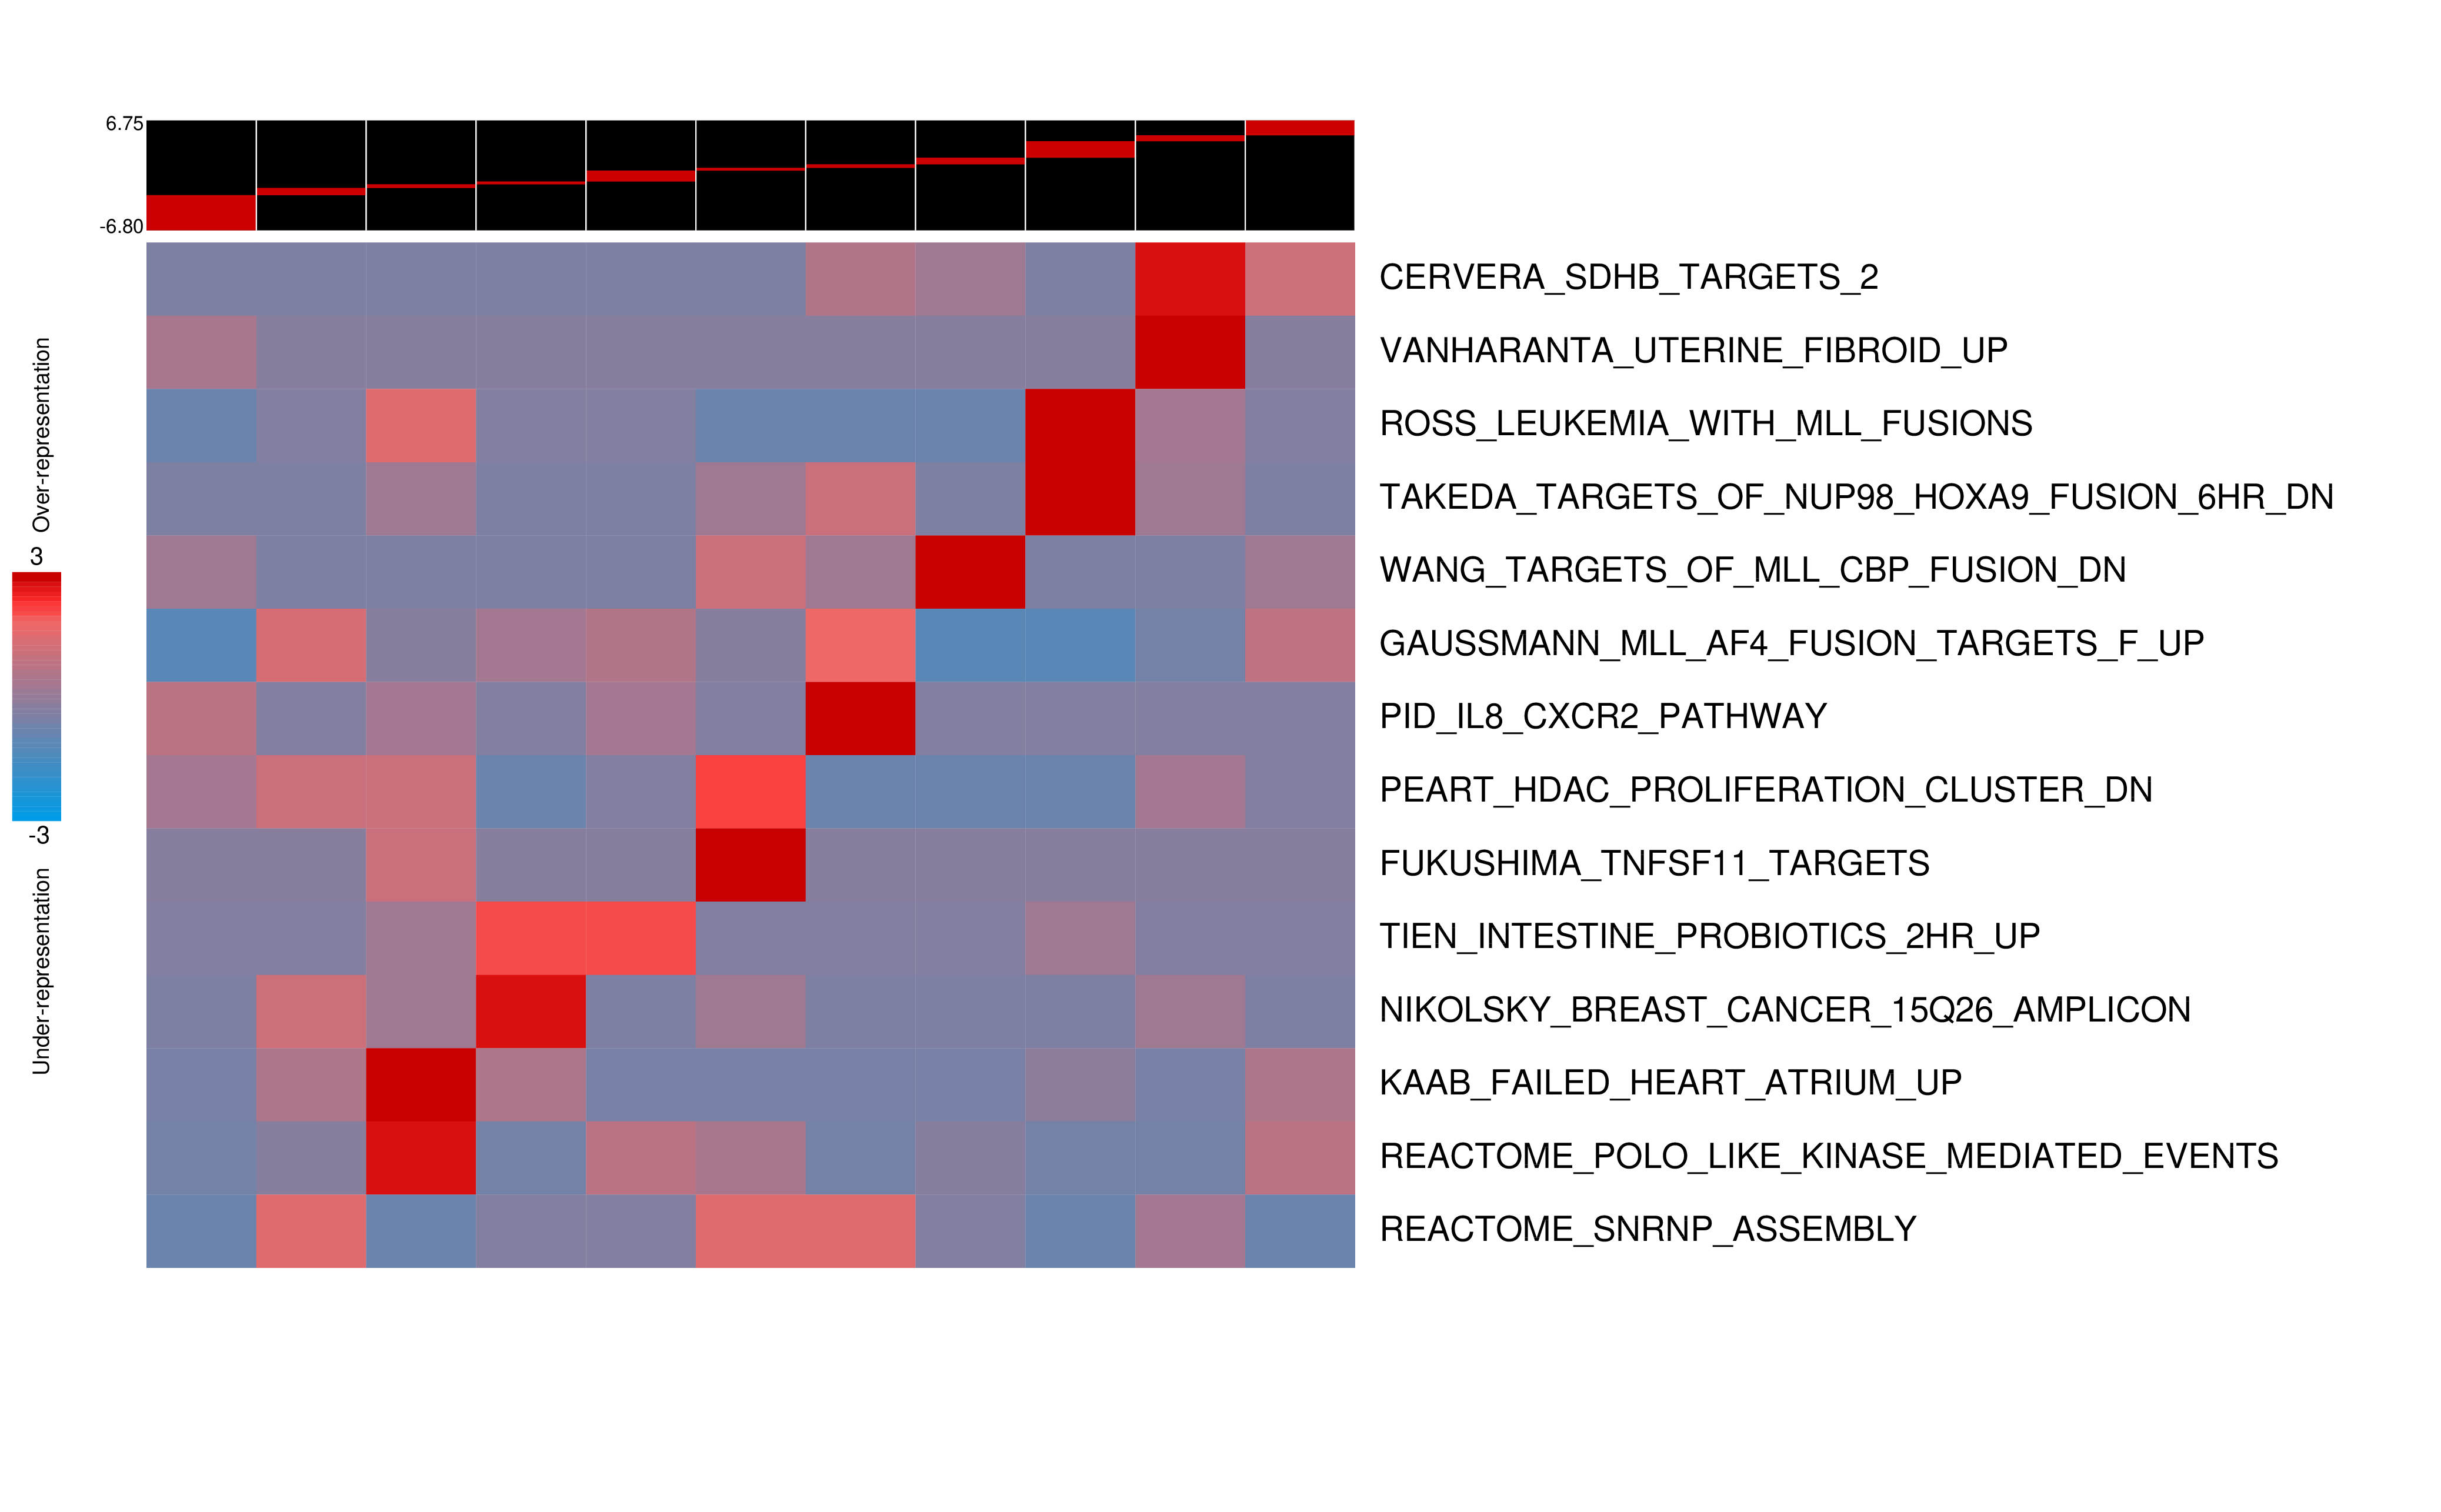 6.75
-6.80
CERVERA_SDHB_TARGETS_2
VANHARANTA_UTERINE_FIBROID_UP
ROSS_LEUKEMIA_WITH_MLL_FUSIONS
TAKEDA_TARGETS_OF_NUP98_HOXA9_FUSION_6HR_DN
WANG_TARGETS_OF_MLL_CBP_FUSION_DN
GAUSSMANN_MLL_AF4_FUSION_TARGETS_F_UP
PID_IL8_CXCR2_PATHWAY
PEART_HDAC_PROLIFERATION_CLUSTER_DN
FUKUSHIMA_TNFSF11_TARGETS
TIEN_INTESTINE_PROBIOTICS_2HR_UP
NIKOLSKY_BREAST_CANCER_15Q26_AMPLICON
KAAB_FAILED_HEART_ATRIUM_UP
REACTOME_POLO_LIKE_KINASE_MEDIATED_EVENTS
REACTOME_SNRNP_ASSEMBLY
Over-representation
3
-3
Under-representation